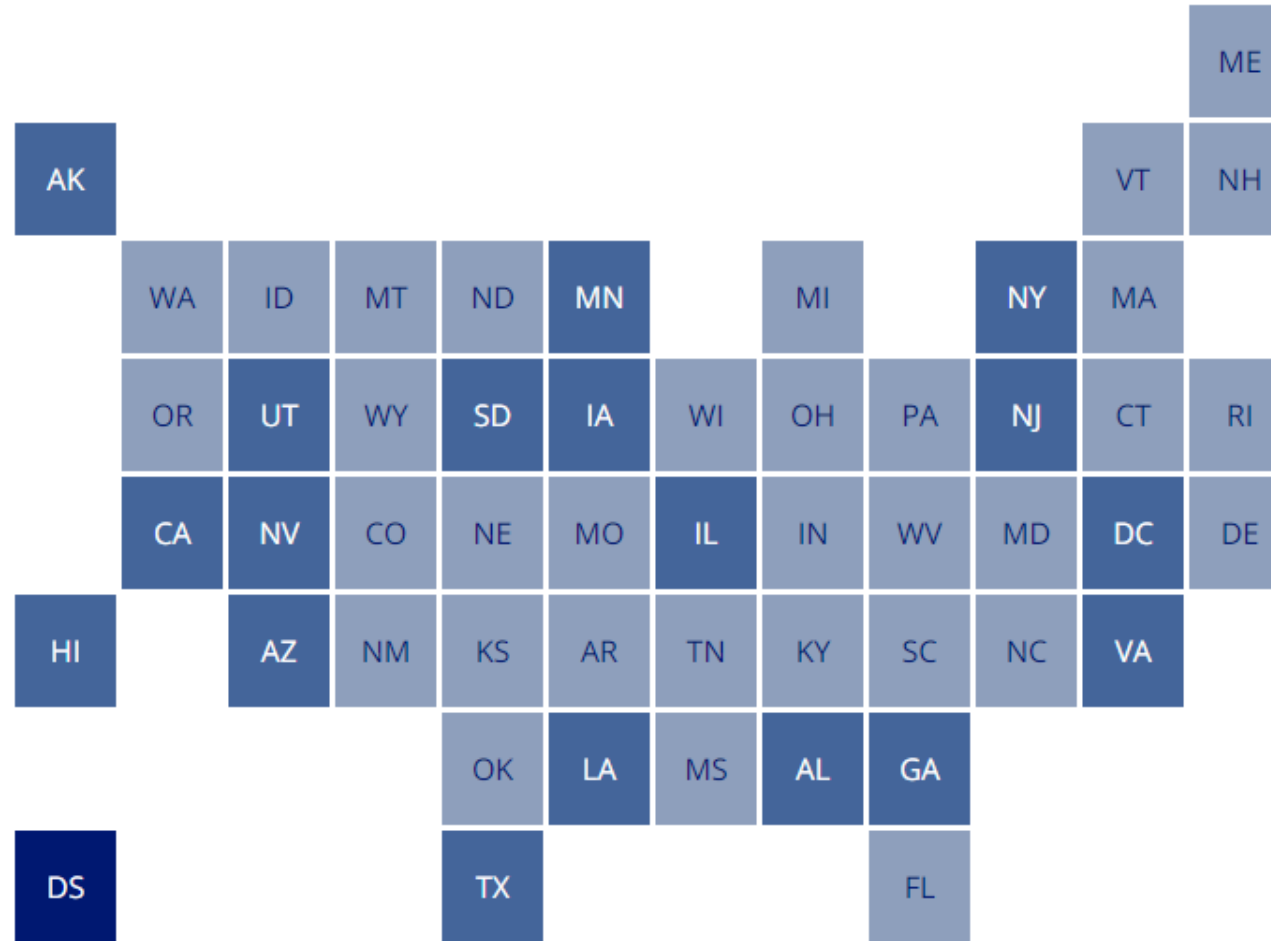 ME
AK VT NH
WA ID MT ND MN MI NY MA
OR UT WY SD IA WI OH PA NJ CT RI
CA NV CO NE MO IL IN WV MD DC DE
HI AZ NM KS AR TN KY SC NC VA
OK LA MS AL GA
DS TX FL